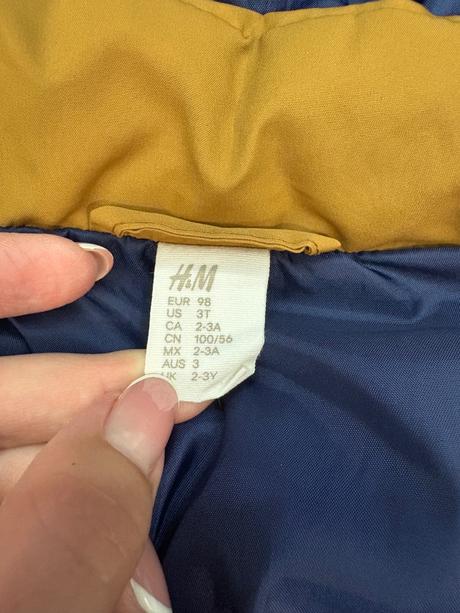 H&M
EUR 98
US 3T
CA 2-3A
CN 100/56
MX 2-3A
AUS 3
UK 2-3Y